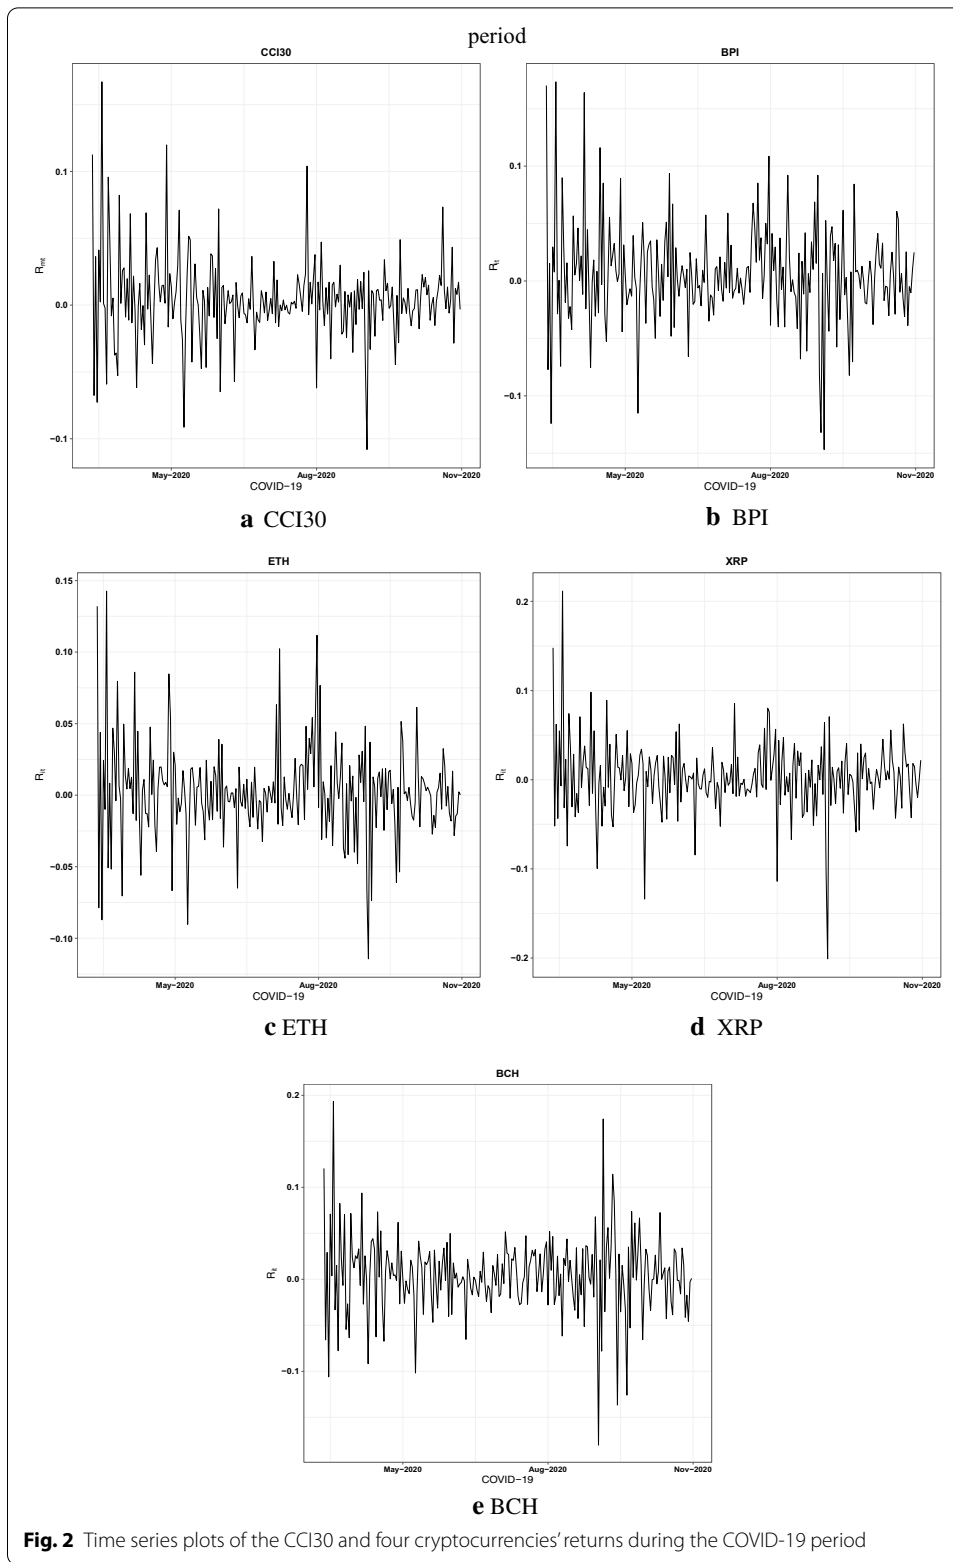 period
CCI30
0.1
0.0
−0.1
Rmt
May−2020
Aug−2020
Nov−2020
COVID−19
a CCI30
BPI
0.1
0.0
−0.1
Rit
May−2020
Aug−2020
Nov−2020
COVID−19
b BPI
ETH
0.15
0.10
0.05
0.00
−0.05
−0.10
Rit
May−2020
Aug−2020
Nov−2020
COVID−19
c ETH
XRP
0.2
0.1
0.0
−0.1
−0.2
Rit
May−2020
Aug−2020
Nov−2020
COVID−19
d XRP
BCH
0.2
0.1
0.0
−0.1
Rit
May−2020
Aug−2020
Nov−2020
COVID−19
e BCH
Fig. 2 Time series plots of the CCI30 and four cryptocurrencies' returns during the COVID-19 period